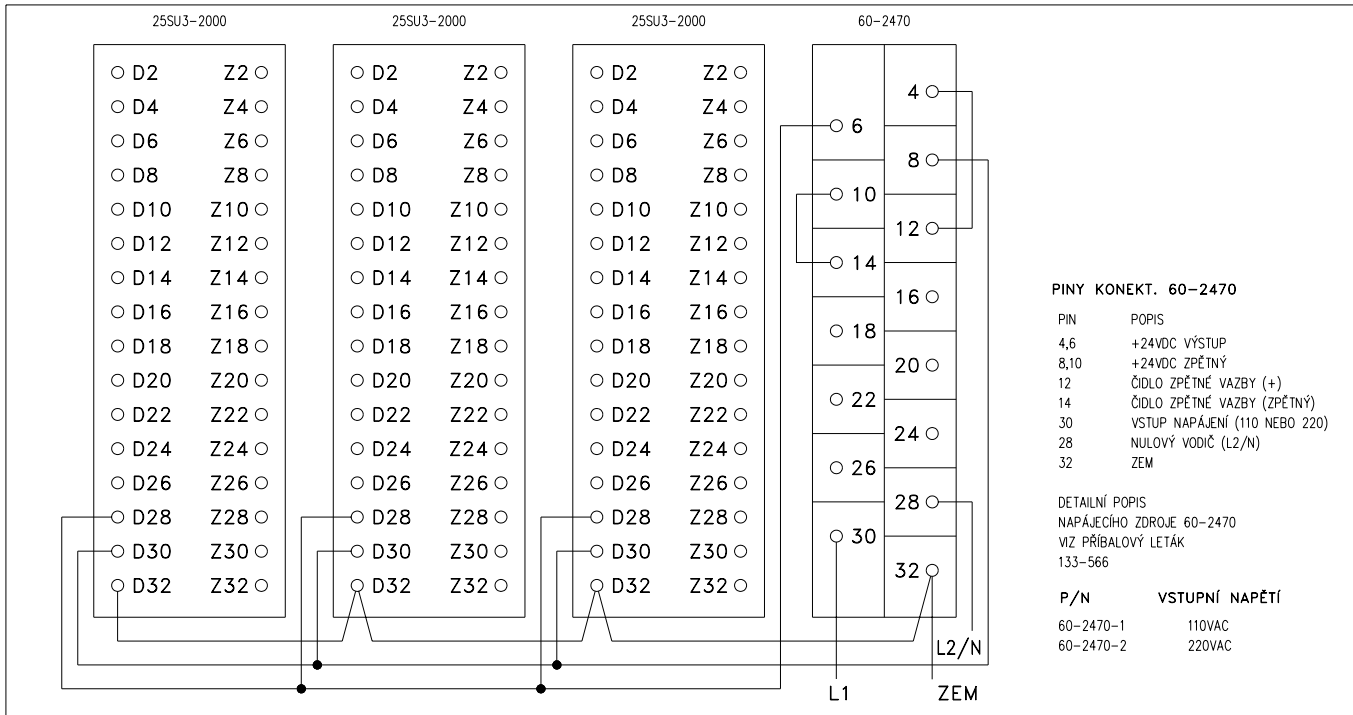 25SU3-2000 25SU3-2000 25SU3-2000 60-2470
D2 Z2 D2 Z2 D2 Z2
4
D4 Z4 D4 Z4 D4 Z4
6
D6 Z6 D6 Z6 D6 Z6
8
D8 Z8 D8 Z8 D8 Z8
10
D10 Z10 D10 Z10 D10 Z10
12
D12 Z12 D12 Z12 D12 Z12
14
D14 Z14 D14 Z14 D14 Z14
16
D16 Z16 D16 Z16 D16 Z16
18
D18 Z18 D18 Z18 D18 Z18
20
D20 Z20 D20 Z20 D20 Z20
22
D22 Z22 D22 Z22 D22 Z22
24
D24 Z24 D24 Z24 D24 Z24
26
D26 Z26 D26 Z26 D26 Z26
28
D28 Z28 D28 Z28 D28 Z28
30
D30 Z30 D30 Z30 D30 Z30
32
D32 Z32 D32 Z32 D32 Z32
L2/N
L1 ZEM
PINY KONEKT. 60-2470
PIN POPIS
4,6 +24VDC VÝSTUP
8,10 +24VDC ZPĚTNÝ
12 ČIDLO ZPĚTNÉ VAZBY (+)
14 ČIDLO ZPĚTNÉ VAZBY (ZPĚTNÝ)
30 VSTUP NAPÁJENÍ (110 NEBO 220)
28 NULOVÝ VODIČ (L2/N)
32 ZEM
DETAILNÍ POPIS
NAPÁJECÍHO ZDROJE 60-2470
VIZ PŘÍBALOVÝ LETÁK
133-566
P/N VSTUPNÍ NAPĚTÍ
60-2470-1 110VAC
60-2470-2 220VAC